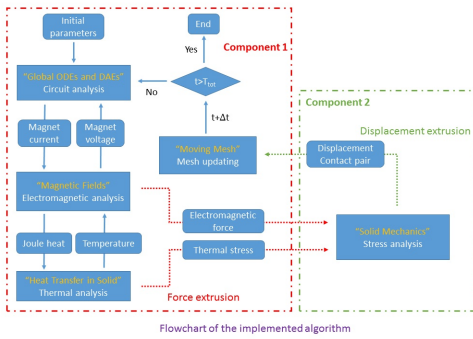 Initial
parameters
End
Component 1
Yes
"Global ODEs and DAEs"
Circuit analysis
No
t>Ttot
Component 2
t+Δt
Magnet
current
Magnet
voltage
Displacement extrusion
"Moving Mesh"
Mesh updating
Displacement
Contact pair
"Magnetic Fields"
Electromagnetic analysis
Electromagnetic
force
"Solid Mechanics"
Stress analysis
Joule heat
Temperature
Thermal stress
"Heat Transfer in Solid"
Thermal analysis
Force extrusion
Flowchart of the implemented algorithm